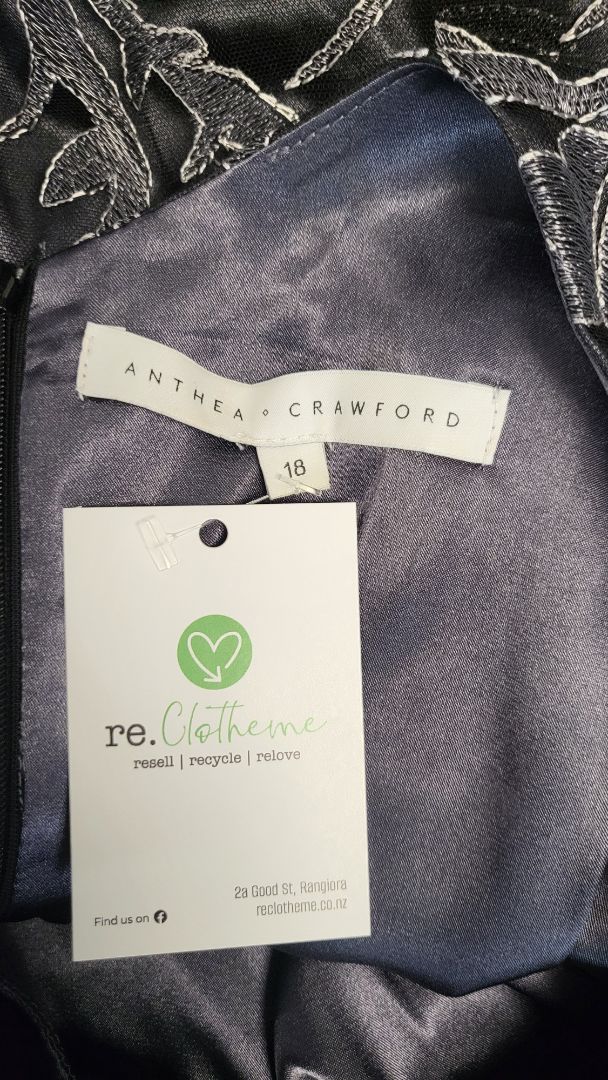 ANTHEA ⋄ CRAWFORD
18
re.Clotheme
resell | recycle | relove
2a Good St, Rangiora
reclotheme.co.nz
Find us on